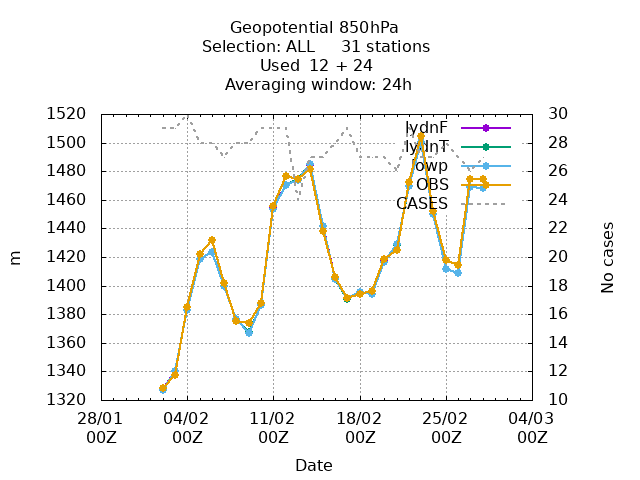 Geopotential 850hPa
Selection: ALL 31 stations
Used 12 + 24
Averaging window: 24h
1520
1500
1480
1460
1440
1420
1400
1380
1360
1340
1320
m
30
28
26
24
22
20
18
16
14
12
10
No cases
lydnF
lydnT
owp
OBS
CASES
28/01 04/02 11/02 18/02 25/02 04/03
00Z 00Z 00Z 00Z 00Z 00Z
Date